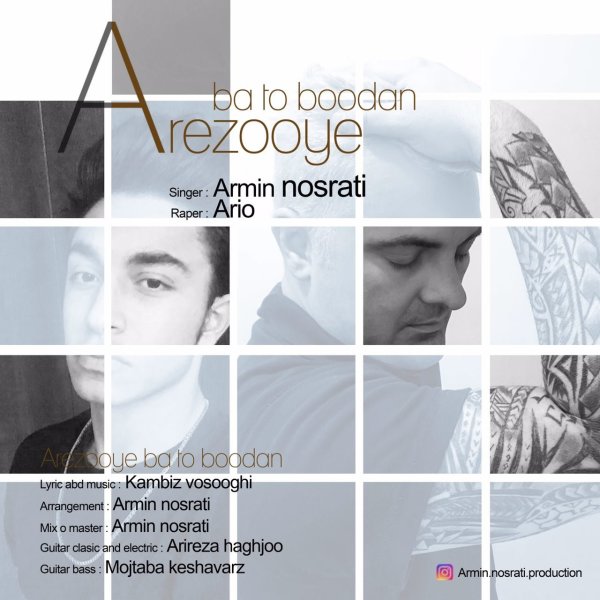 ba to boodan
Arezooye
Singer : Armin nosrati
Raper : Ario
Arezooye ba to boodan
Lyric abd music : Kambiz vosooghi
Arrangement : Armin nosrati
Mix o master : Armin nosrati
Guitar clasic and electric : Arireza haghjoo
Guitar bass : Mojtaba keshavarz
Armin.nosrati.production